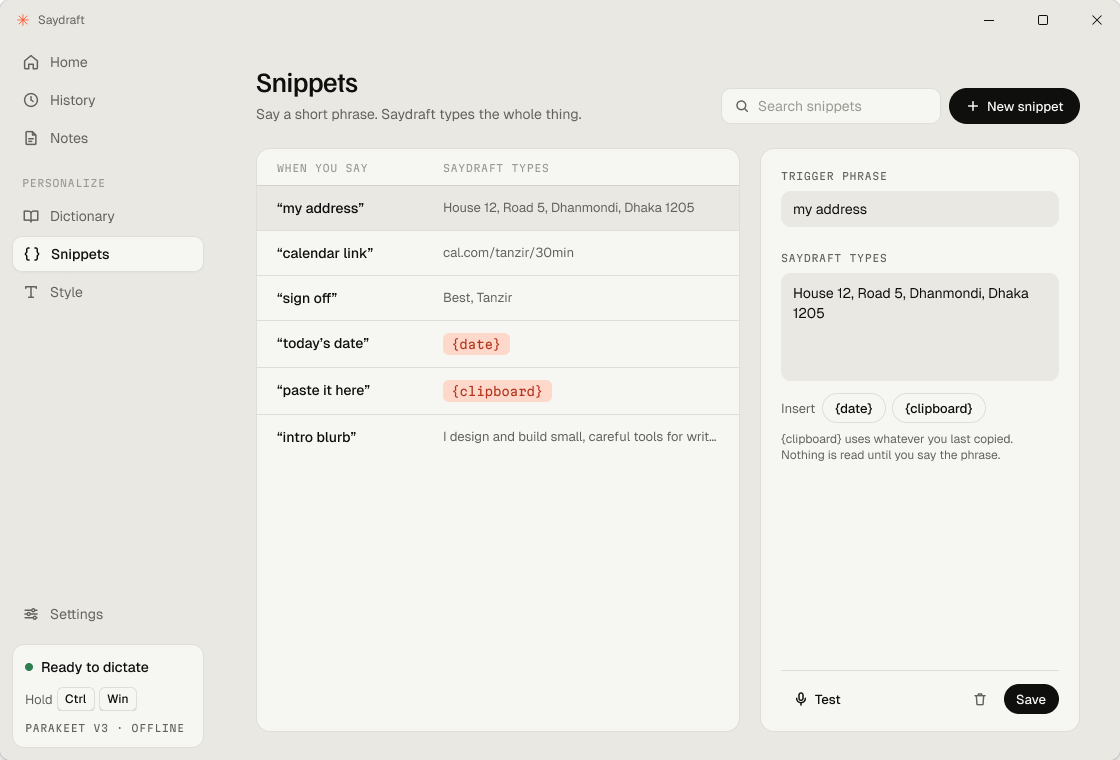 Saydraft
Home
History
Notes
PERSONALIZE
Dictionary
Snippets
Style
Settings
Ready to dictate
Hold Ctrl Win
PARAKEET V3 · OFFLINE
Snippets
Say a short phrase. Saydraft types the whole thing.
Search snippets
New snippet
WHEN YOU SAY SAYDRAFT TYPES
“my address” House 12, Road 5, Dhanmondi, Dhaka 1205
“calendar link” cal.com/tanzir/30min
“sign off” Best, Tanzir
“today’s date” {date}
“paste it here” {clipboard}
“intro blurb” I design and build small, careful tools for writ…
TRIGGER PHRASE
my address
SAYDRAFT TYPES
House 12, Road 5, Dhanmondi, Dhaka
1205
Insert {date} {clipboard}
{clipboard} uses whatever you last copied.
Nothing is read until you say the phrase.
Test
Save